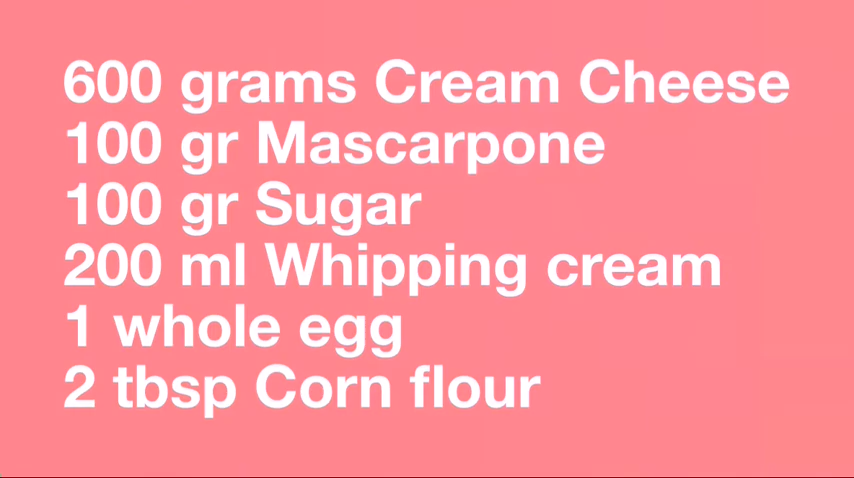 600 grams Cream Cheese
100 gr Mascarpone
100 gr Sugar
200 ml Whipping cream
1 whole egg
2 tbsp Corn flour